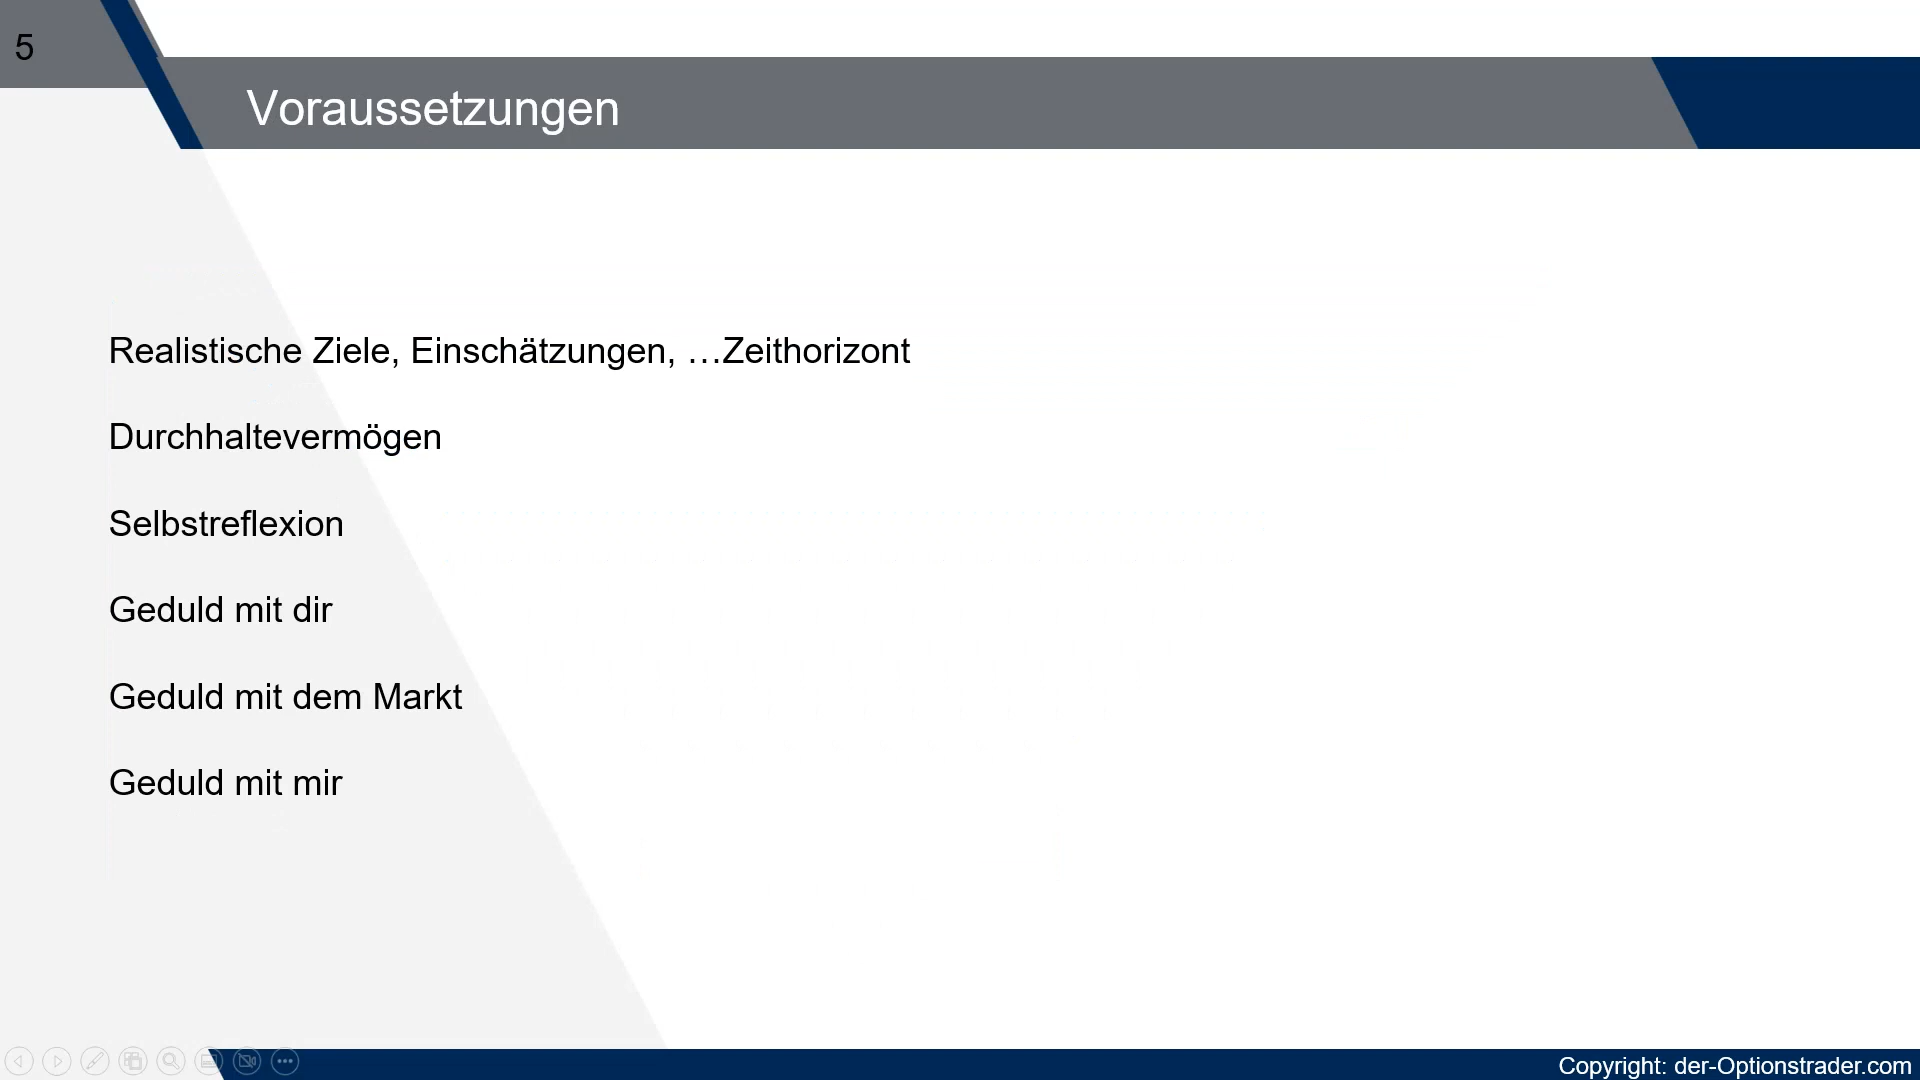 5
Voraussetzungen
Realistische Ziele, Einschätzungen, …Zeithorizont
Durchhaltevermögen
Selbstreflexion
Geduld mit dir
Geduld mit dem Markt
Geduld mit mir
Copyright: der-Optionstrader.com